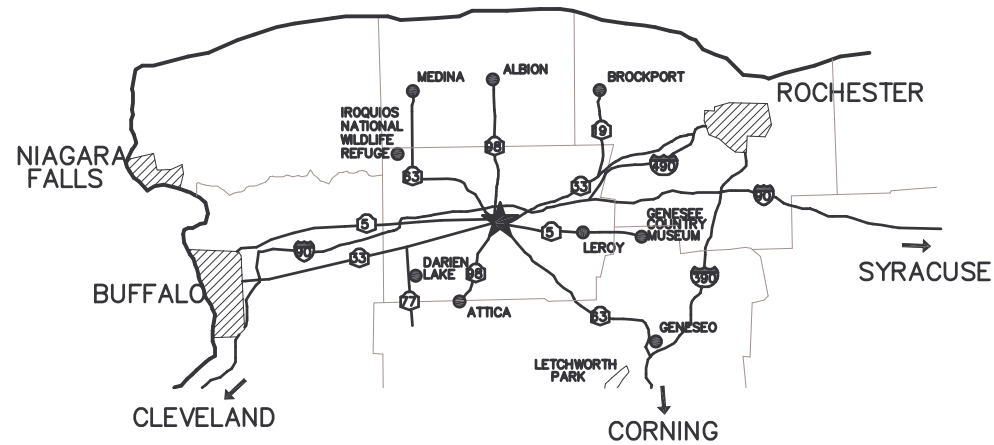 MEDINA
ALBION
BROCKPORT
ROCHESTER
IROQUIOS
NATIONAL
WILDLIFE
REFUGE
98
19
NIAGARA
FALLS
63
33
490
90
5
90
33
5
LEROY
GENESEE
COUNTRY
MUSEUM
SYRACUSE
BUFFALO
DARIEN
LAKE
98
390
77
ATTICA
63
GENESEO
LETCHWORTH
PARK
CLEVELAND
CORNING